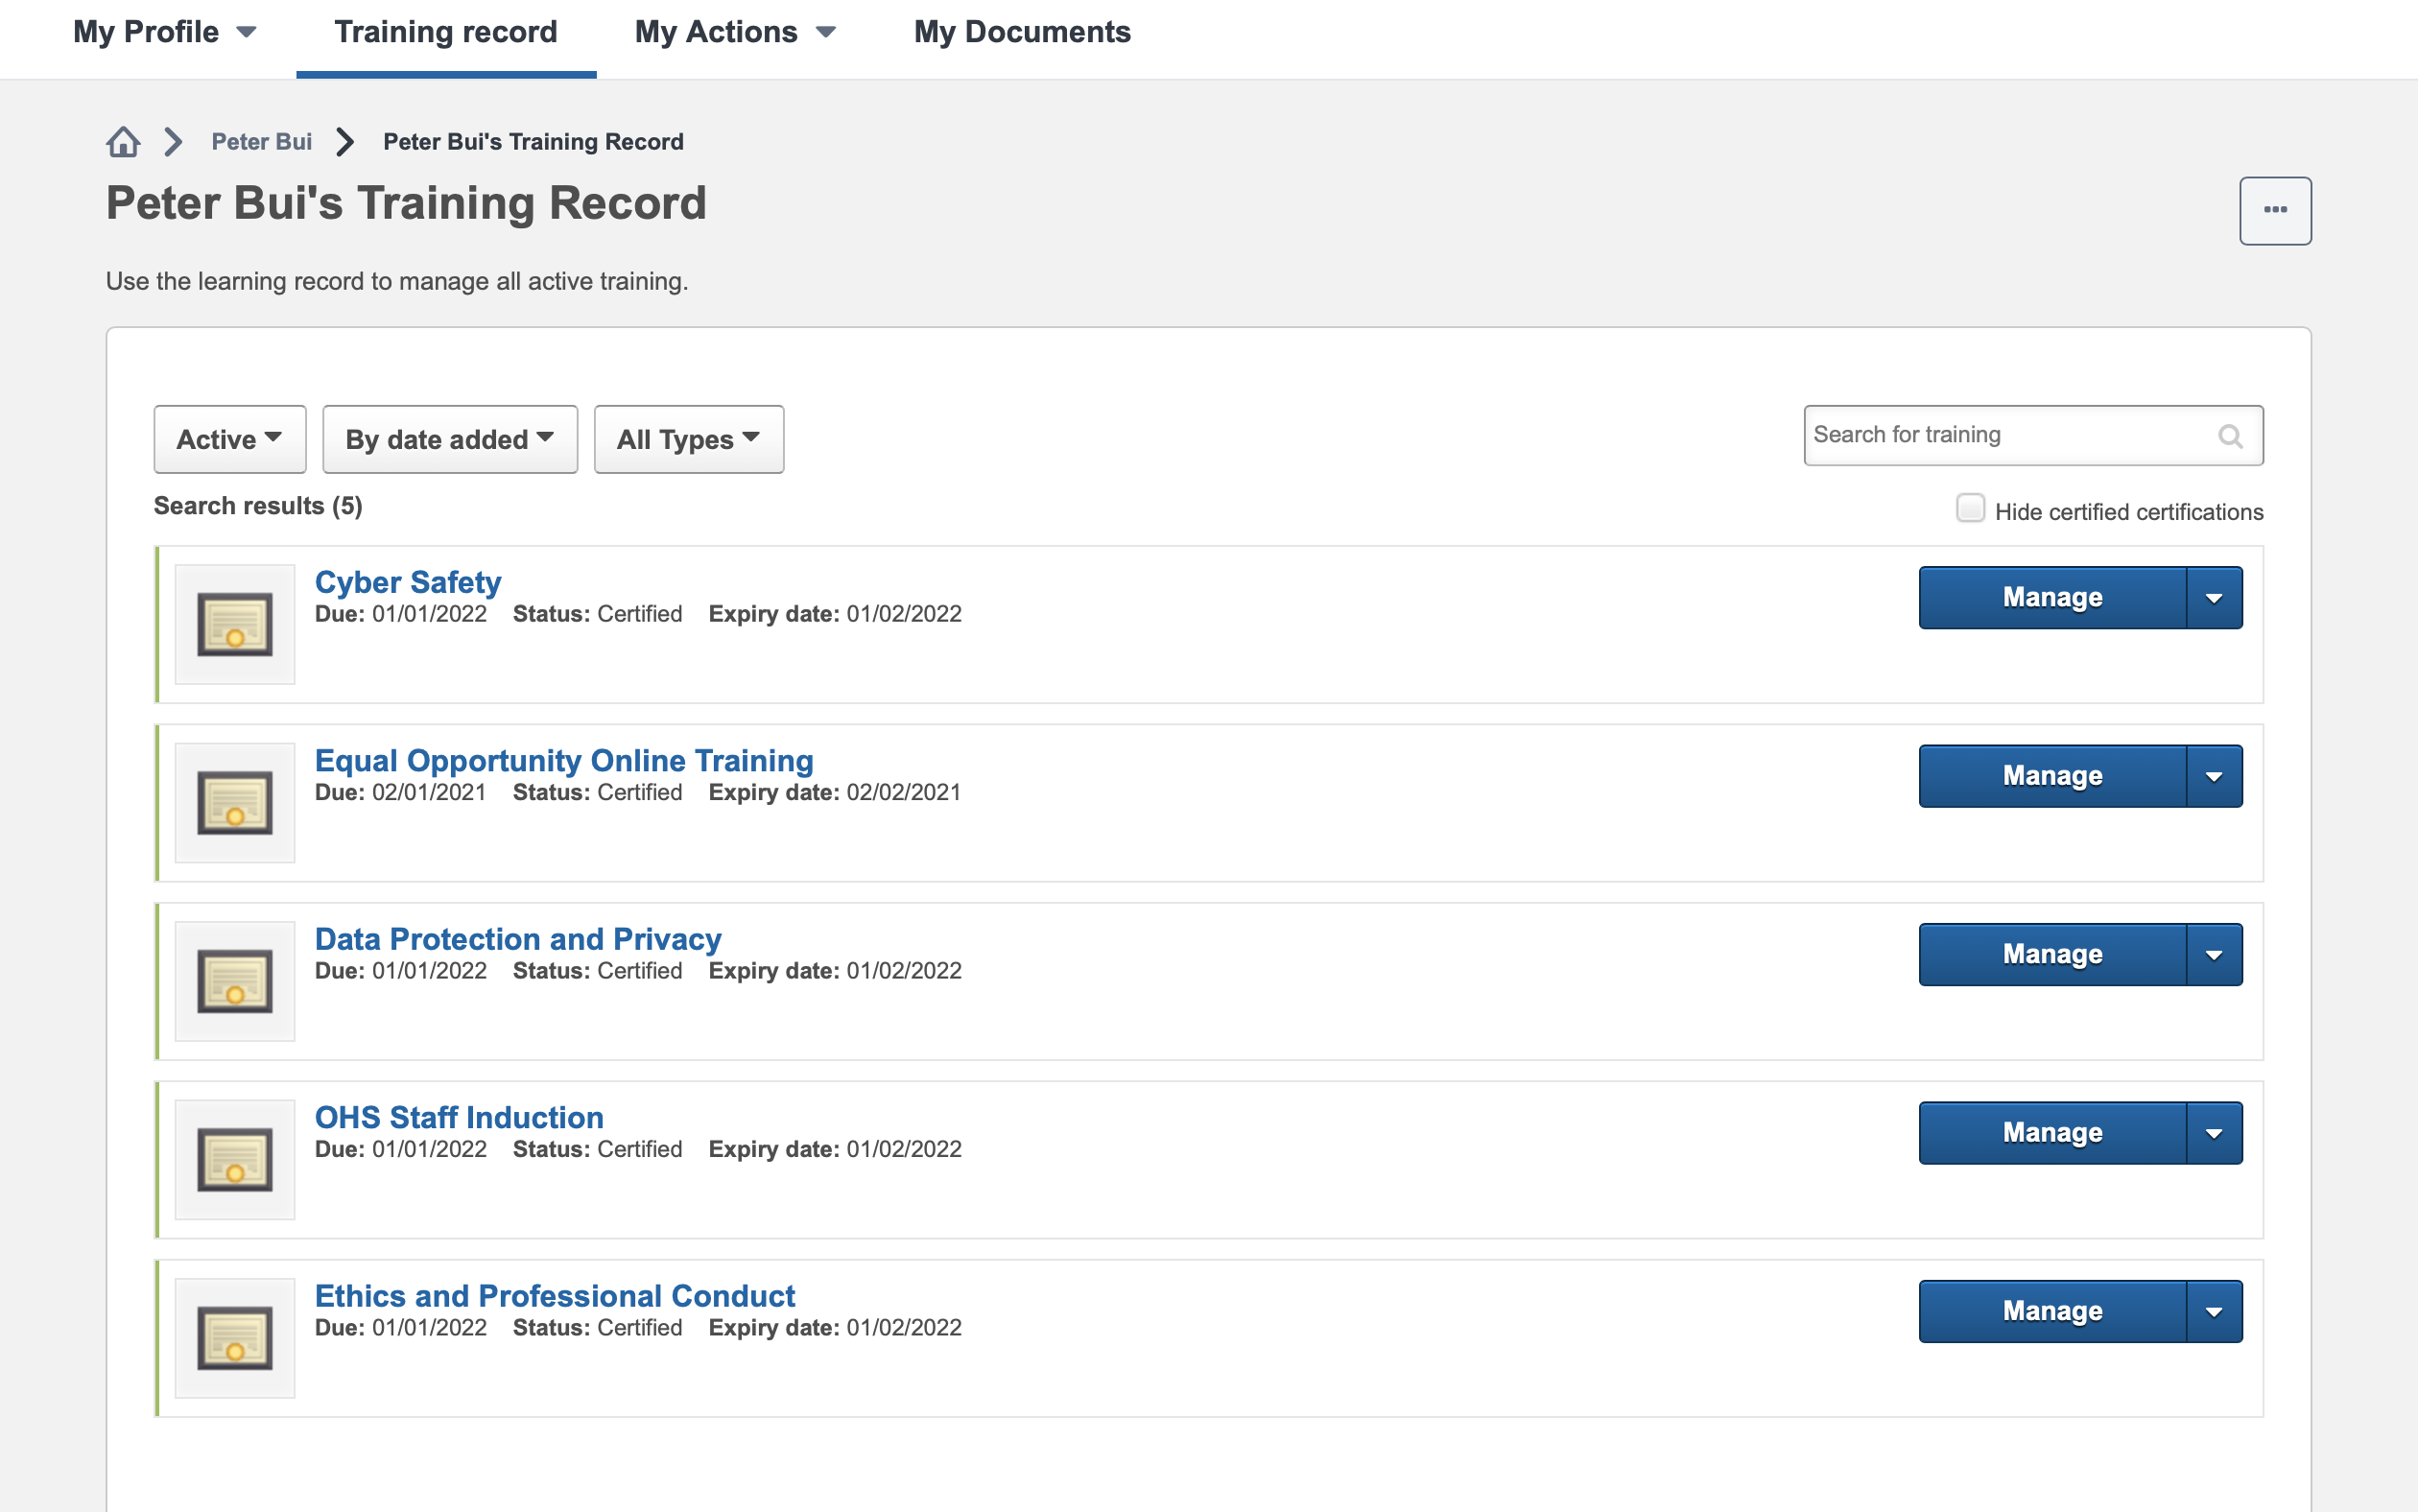 My Profile Training record My Actions My Documents
Peter Bui Peter Bui's Training Record
Peter Bui's Training Record
...
Use the learning record to manage all active training.
Active By date added All Types Search for training
Search results (5) Hide certified certifications
Cyber Safety
Due: 01/01/2022 Status: Certified Expiry date: 01/02/2022
Manage
Equal Opportunity Online Training
Due: 02/01/2021 Status: Certified Expiry date: 02/02/2021
Manage
Data Protection and Privacy
Due: 01/01/2022 Status: Certified Expiry date: 01/02/2022
Manage
OHS Staff Induction
Due: 01/01/2022 Status: Certified Expiry date: 01/02/2022
Manage
Ethics and Professional Conduct
Due: 01/01/2022 Status: Certified Expiry date: 01/02/2022
Manage